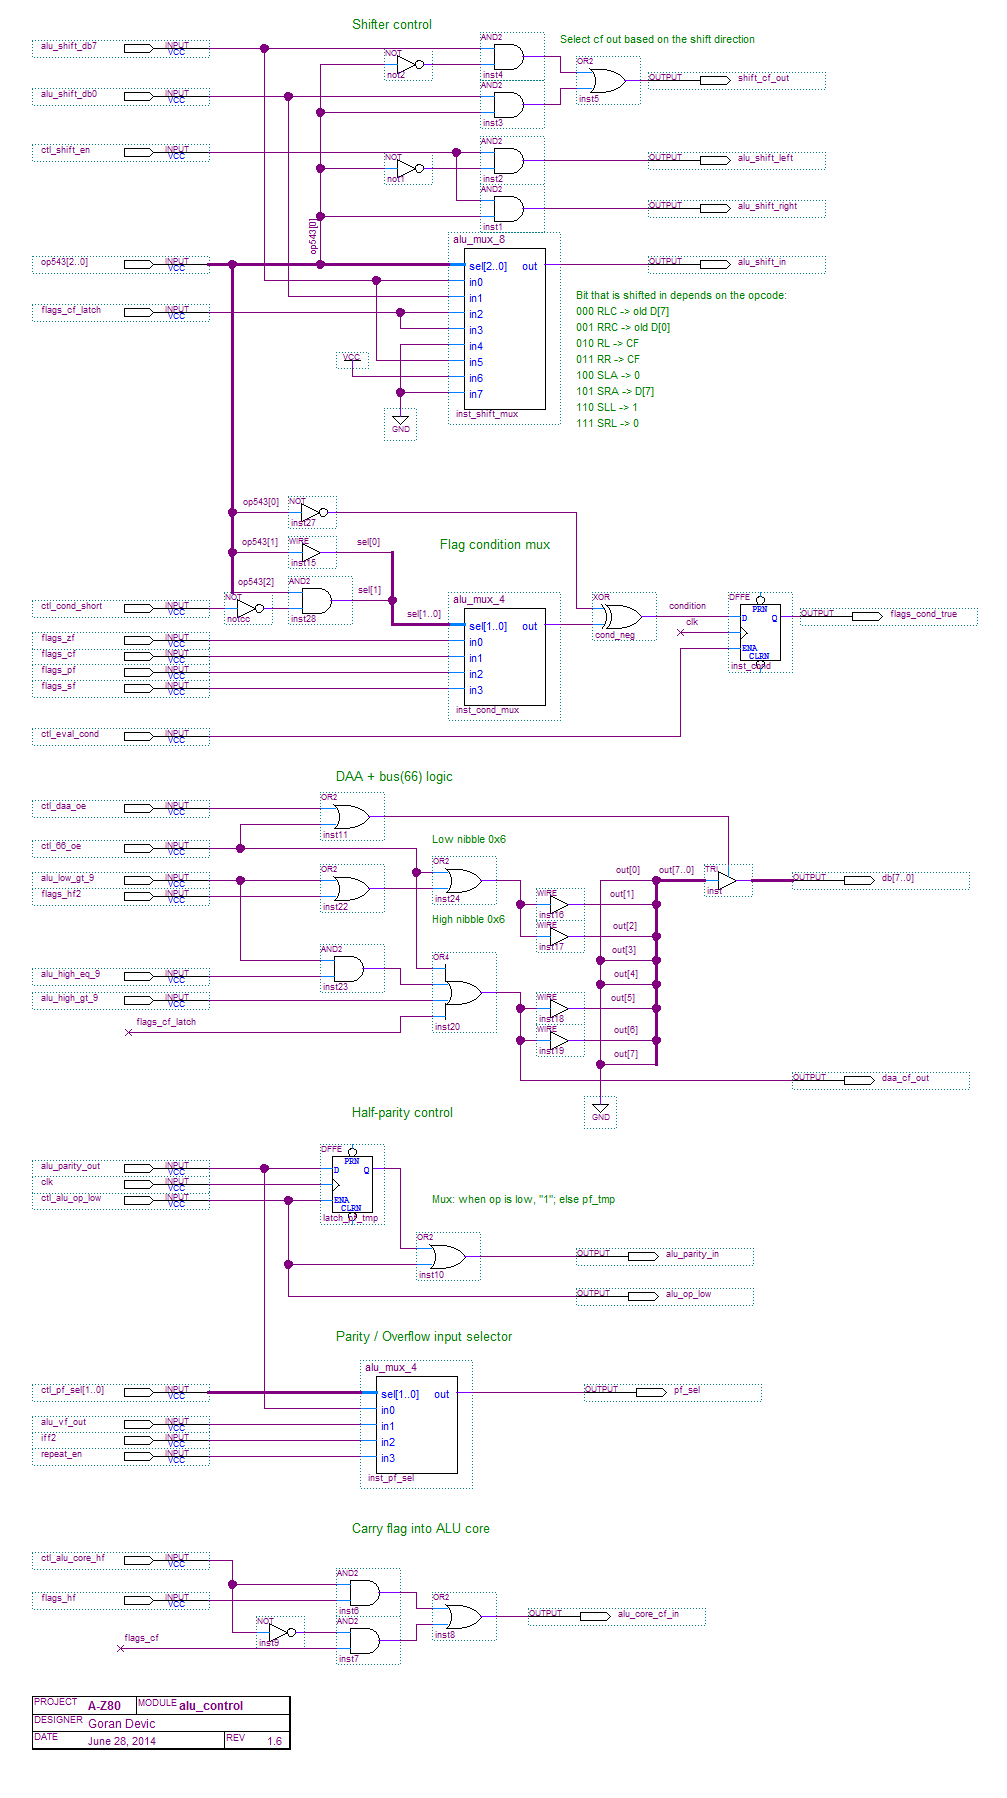 Shifter control
alu_shift_db7 INPUT VCC
NOT
not2
AND2
inst4
Select cf out based on the shift direction
OR2
inst5
OUTPUT shift_cf_out
alu_shift_db0 INPUT VCC
AND2
inst3
ctl_shift_en INPUT VCC
NOT
not1
AND2
inst2
OUTPUT alu_shift_left
AND2
inst1
OUTPUT alu_shift_right
op543[0]
op543[2..0] INPUT VCC
alu_mux_8
sel[2..0] out
in0
in1
in2
in3
in4
in5
in6
in7
inst_shift_mux
OUTPUT alu_shift_in
flags_cf_latch INPUT VCC
VCC
GND
Bit that is shifted in depends on the opcode:
000 RLC -> old D[7]
001 RRC -> old D[0]
010 RL -> CF
011 RR -> CF
100 SLA -> 0
101 SRA -> D[7]
110 SLL -> 1
111 SRL -> 0
op543[0]
NOT
inst27
op543[1]
WIRE
inst15
sel[0]
Flag condition mux
op543[2]
AND2
inst28
sel[1]
ctl_cond_short INPUT VCC
NOT
notcc
sel[1..0]
alu_mux_4
sel[1..0] out
in0
in1
in2
in3
inst_cond_mux
flags_zf INPUT VCC
flags_cf INPUT VCC
flags_pf INPUT VCC
flags_sf INPUT VCC
XOR
cond_neg
condition
clk
DFFE
PRN
D Q
ENA
CLRN
inst_cond
OUTPUT flags_cond_true
ctl_eval_cond INPUT VCC
DAA + bus(66) logic
ctl_daa_oe INPUT VCC
OR2
inst11
ctl_66_oe INPUT VCC
Low nibble 0x6
alu_low_gt_9 INPUT VCC
flags_hf2 INPUT VCC
OR2
inst22
OR2
inst24
High nibble 0x6
WIRE
inst16
WIRE
inst17
out[0]
out[7..0]
out[1]
out[2]
out[3]
out[4]
out[5]
out[6]
out[7]
TRI
inst
OUTPUT db[7..0]
AND2
inst23
alu_high_eq_9 INPUT VCC
alu_high_gt_9 INPUT VCC
flags_cf_latch
OR4
inst20
WIRE
inst18
WIRE
inst19
OUTPUT daa_cf_out
GND
Half-parity control
alu_parity_out INPUT VCC
clk INPUT VCC
ctl_alu_op_low INPUT VCC
DFFE
PRN
D Q
ENA
CLRN
Mux: when op is low, "1"; else pf_tmp
OR2
inst10
OUTPUT alu_parity_in
OUTPUT alu_op_low
Parity / Overflow input selector
alu_mux_4
ctl_pf_sel[1..0] INPUT VCC
sel[1..0] out
in0
in1
in2
in3
inst_pf_sel
OUTPUT pf_sel
alu_vf_out INPUT VCC
iff2 INPUT VCC
repeat_en INPUT VCC
Carry flag into ALU core
ctl_alu_core_hf INPUT VCC
flags_hf INPUT VCC
AND2
inst6
NOT
inst9
AND2
inst7
flags_cf
OR2
inst8
OUTPUT alu_core_cf_in
PROJECT A-Z80 MODULE alu_control
DESIGNER Goran Devic
DATE June 28, 2014 REV 1.6